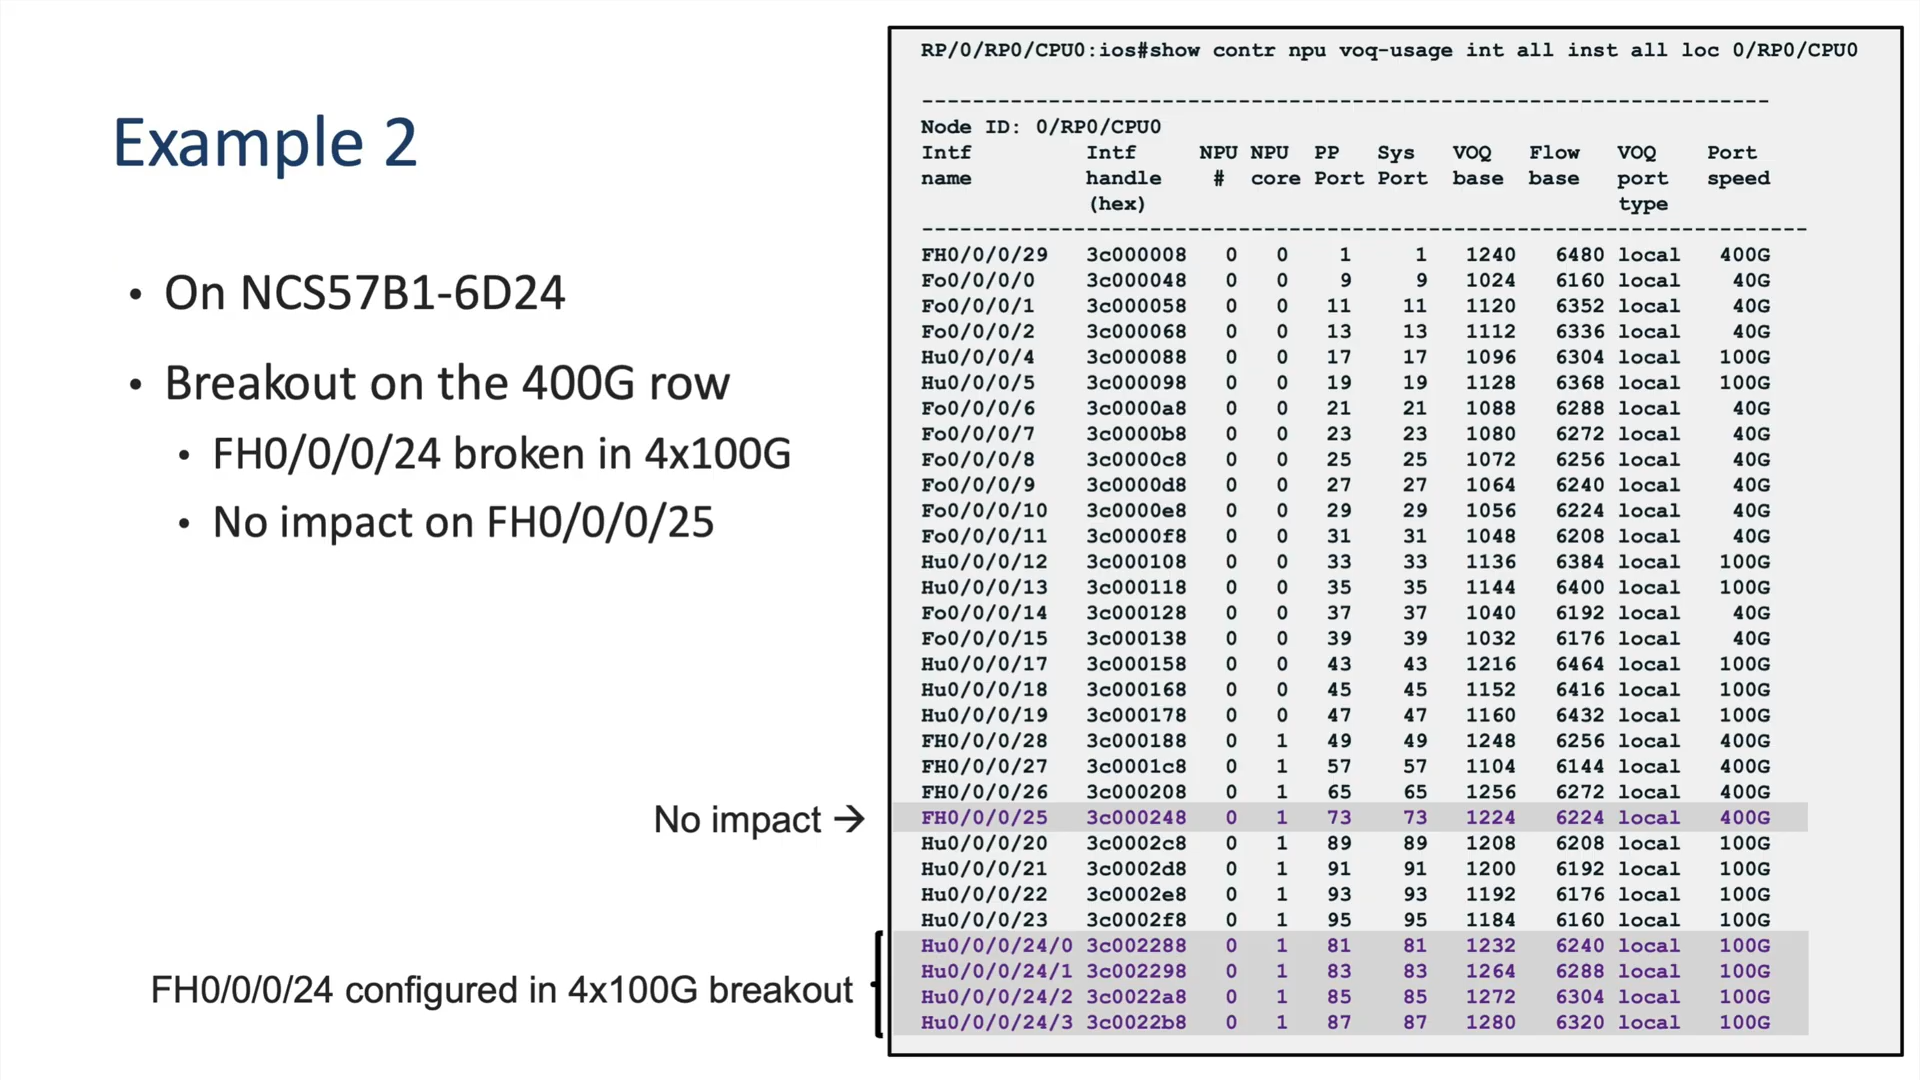 Example 2
• On NCS57B1-6D24
• Breakout on the 400G row
• FH0/0/0/24 broken in 4x100G
• No impact on FH0/0/0/25
No impact →
FH0/0/0/24 configured in 4x100G breakout
RP/0/RP0/CPU0:ios#show contr npu voq-usage int all inst all loc 0/RP0/CPU0
-------------------------------------------------------------------
Node ID: 0/RP0/CPU0
Intf Intf NPU NPU PP Sys VOQ Flow VOQ Port
name handle # core Port Port base base port speed
(hex) type
----------------------------------------------------------------------
FH0/0/0/29 3c000008 0 0 1 1 1240 6480 local 400G
Fo0/0/0/0 3c000048 0 0 9 9 1024 6160 local 40G
Fo0/0/0/1 3c000058 0 0 11 11 1120 6352 local 40G
Fo0/0/0/2 3c000068 0 0 13 13 1112 6336 local 40G
Hu0/0/0/4 3c000088 0 0 17 17 1096 6304 local 100G
Hu0/0/0/5 3c000098 0 0 19 19 1128 6368 local 100G
Fo0/0/0/6 3c0000a8 0 0 21 21 1088 6288 local 40G
Fo0/0/0/7 3c0000b8 0 0 23 23 1080 6272 local 40G
Fo0/0/0/8 3c0000c8 0 0 25 25 1072 6256 local 40G
Fo0/0/0/9 3c0000d8 0 0 27 27 1064 6240 local 40G
Fo0/0/0/10 3c0000e8 0 0 29 29 1056 6224 local 40G
Fo0/0/0/11 3c0000f8 0 0 31 31 1048 6208 local 40G
Hu0/0/0/12 3c000108 0 0 33 33 1136 6384 local 100G
Hu0/0/0/13 3c000118 0 0 35 35 1144 6400 local 100G
Fo0/0/0/14 3c000128 0 0 37 37 1040 6192 local 40G
Fo0/0/0/15 3c000138 0 0 39 39 1032 6176 local 40G
Hu0/0/0/17 3c000158 0 0 43 43 1216 6464 local 100G
Hu0/0/0/18 3c000168 0 0 45 45 1152 6416 local 100G
Hu0/0/0/19 3c000178 0 0 47 47 1160 6432 local 100G
FH0/0/0/28 3c000188 0 1 49 49 1248 6256 local 400G
FH0/0/0/27 3c0001c8 0 1 57 57 1104 6144 local 400G
FH0/0/0/26 3c000208 0 1 65 65 1256 6272 local 400G
FH0/0/0/25 3c000248 0 1 73 73 1224 6224 local 400G
Hu0/0/0/20 3c0002c8 0 1 89 89 1208 6208 local 100G
Hu0/0/0/21 3c0002d8 0 1 91 91 1200 6192 local 100G
Hu0/0/0/22 3c0002e8 0 1 93 93 1192 6176 local 100G
Hu0/0/0/23 3c0002f8 0 1 95 95 1184 6160 local 100G
Hu0/0/0/24/0 3c002288 0 1 81 81 1232 6240 local 100G
Hu0/0/0/24/1 3c002298 0 1 83 83 1264 6288 local 100G
Hu0/0/0/24/2 3c0022a8 0 1 85 85 1272 6304 local 100G
Hu0/0/0/24/3 3c0022b8 0 1 87 87 1280 6320 local 100G